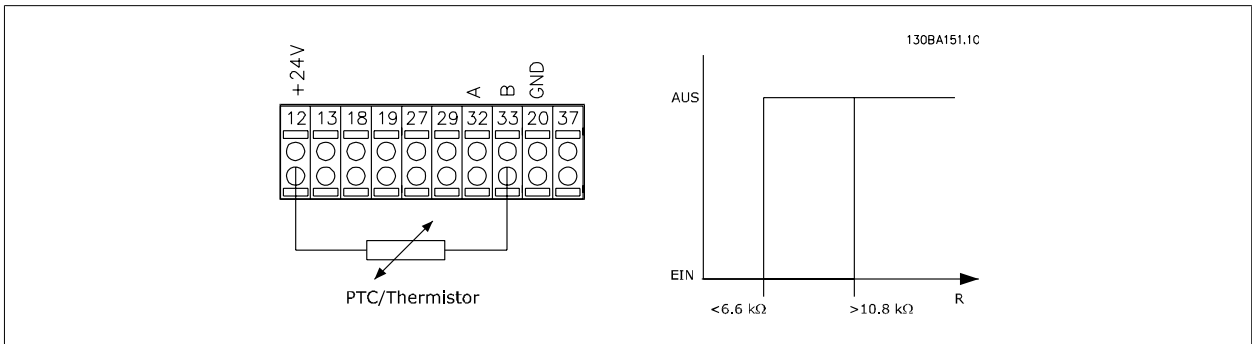 130BA151.10
+24V
A
B
GND
12 13 18 19 27 29 32 33 20 37
PTC/Thermistor
AUS
EIN
<6.6 kΩ
>10.8 kΩ
R